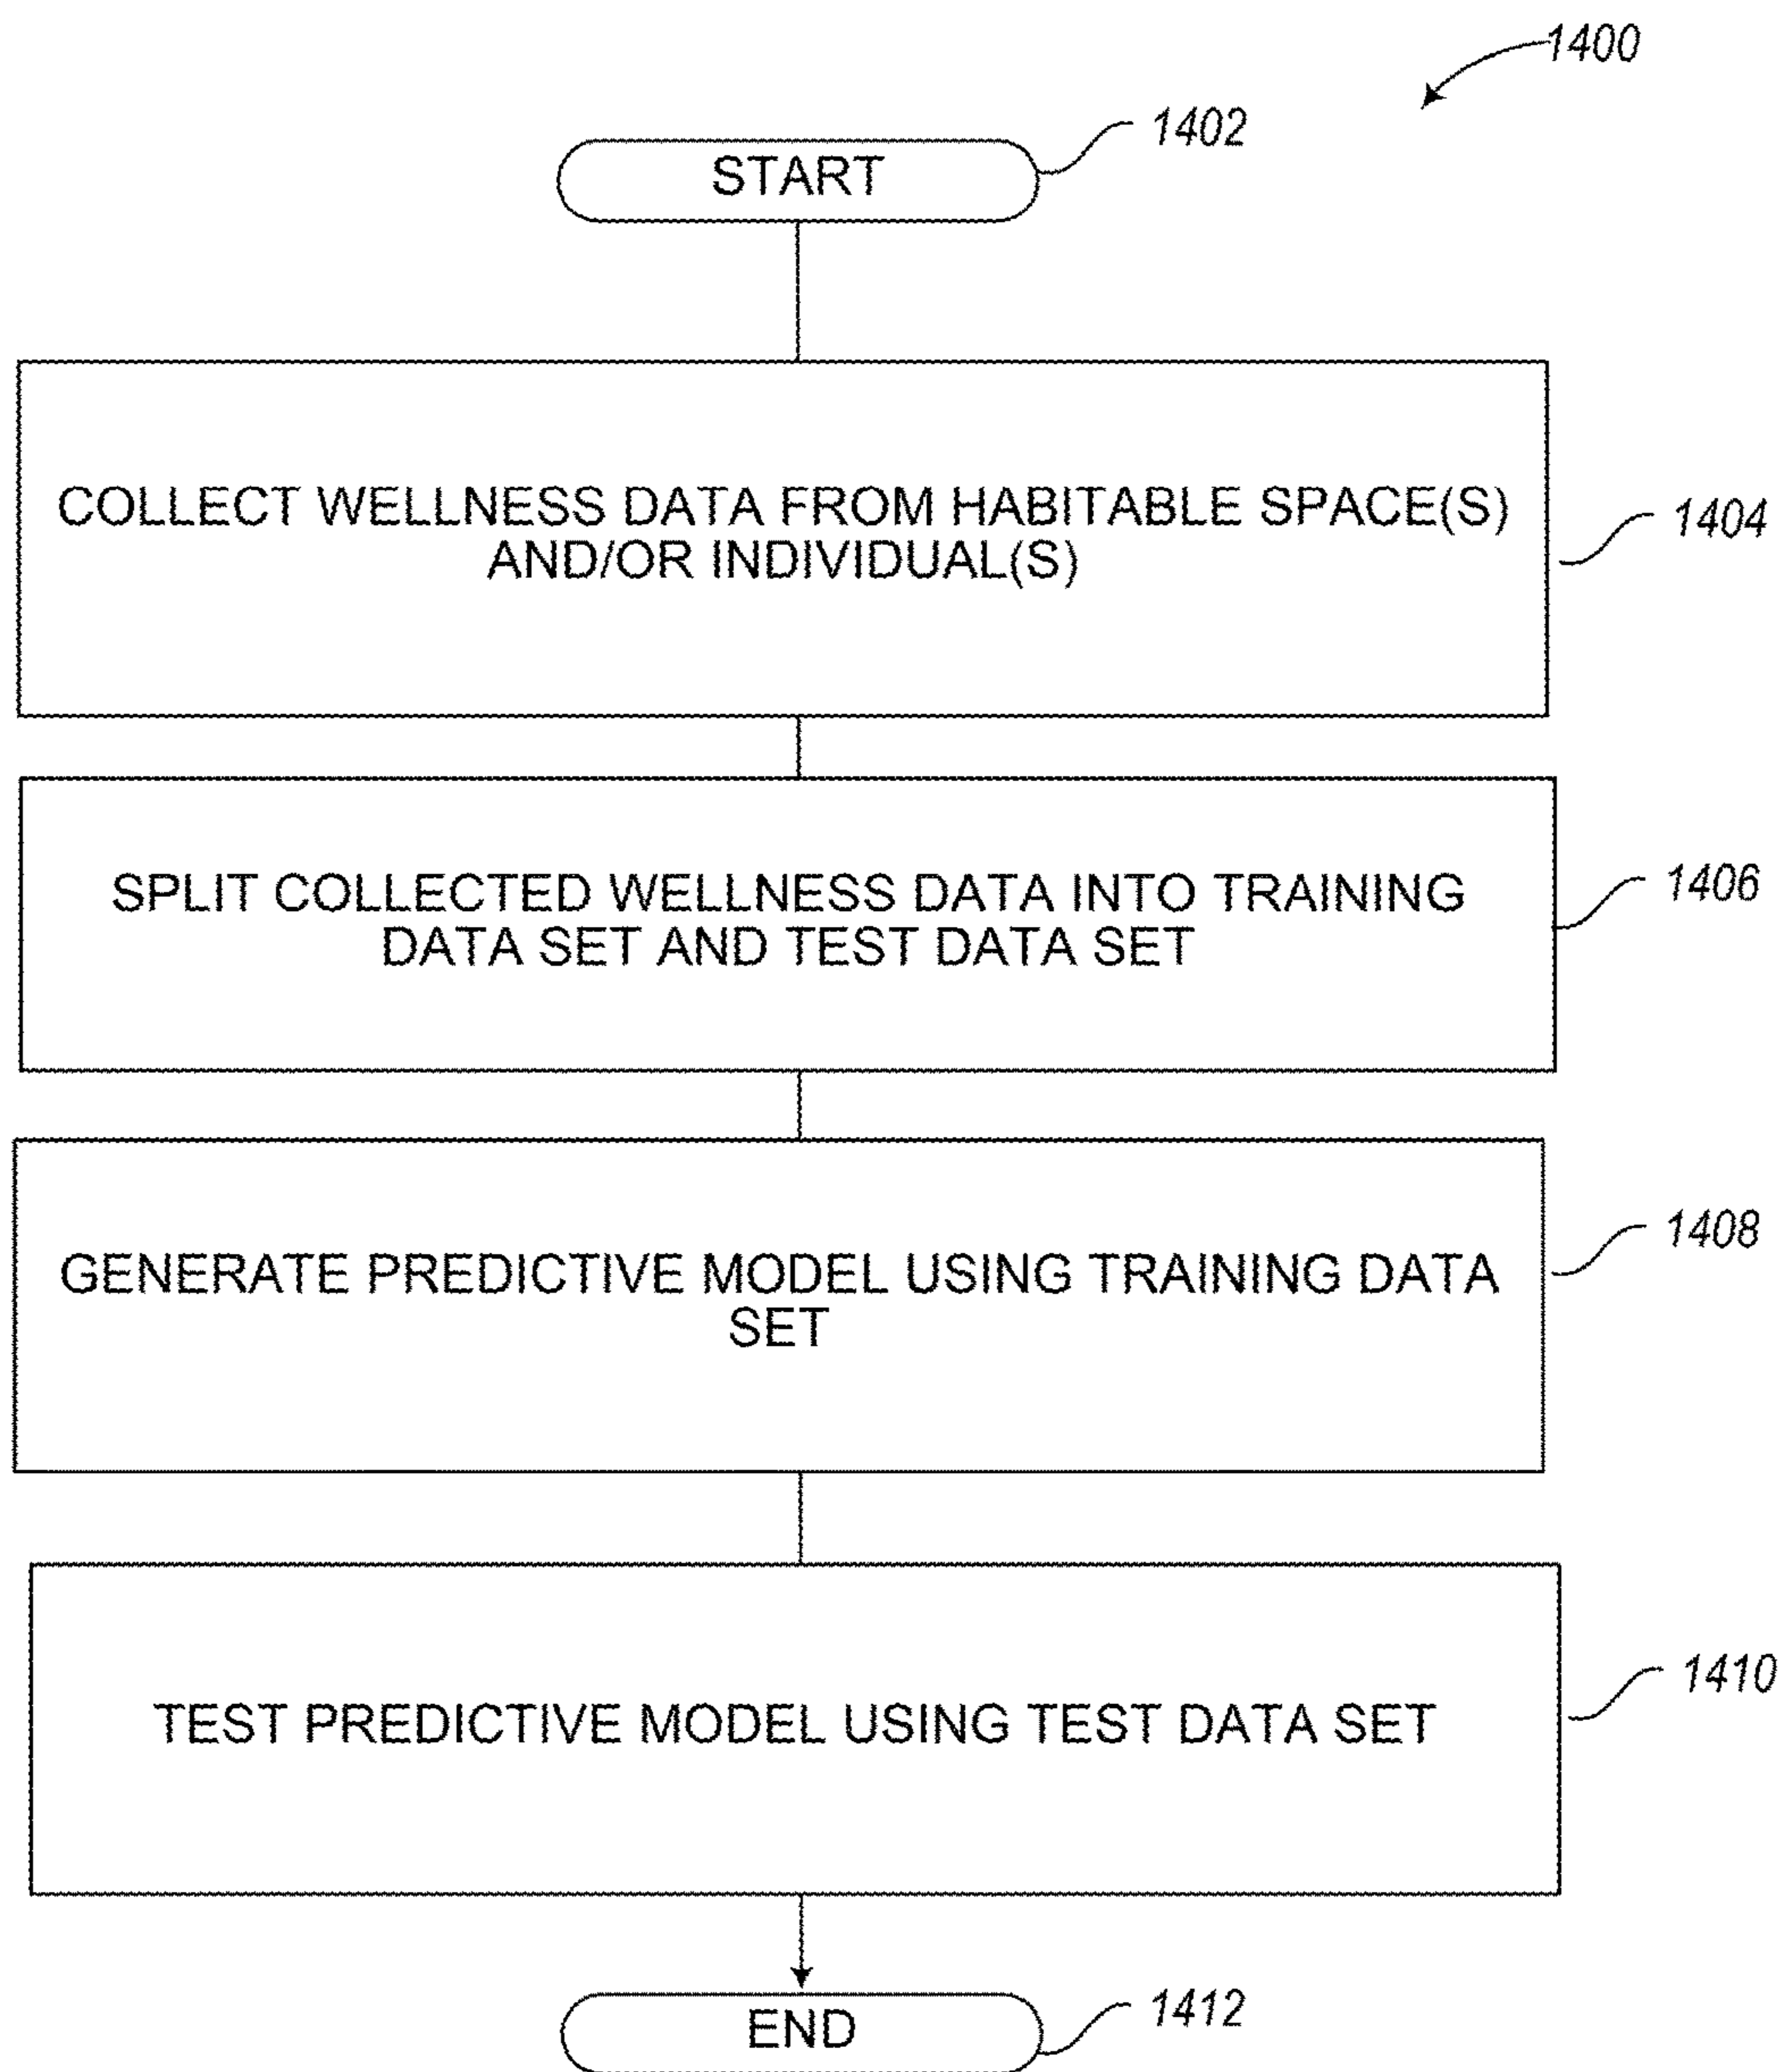 1400
1402
START
COLLECT WELLNESS DATA FROM HABITABLE SPACE(S)
AND/OR INDIVIDUAL(S)
1404
SPLIT COLLECTED WELLNESS DATA INTO TRAINING
DATA SET AND TEST DATA SET
1406
GENERATE PREDICTIVE MODEL USING TRAINING DATA
SET
1408
TEST PREDICTIVE MODEL USING TEST DATA SET
1410
END
1412